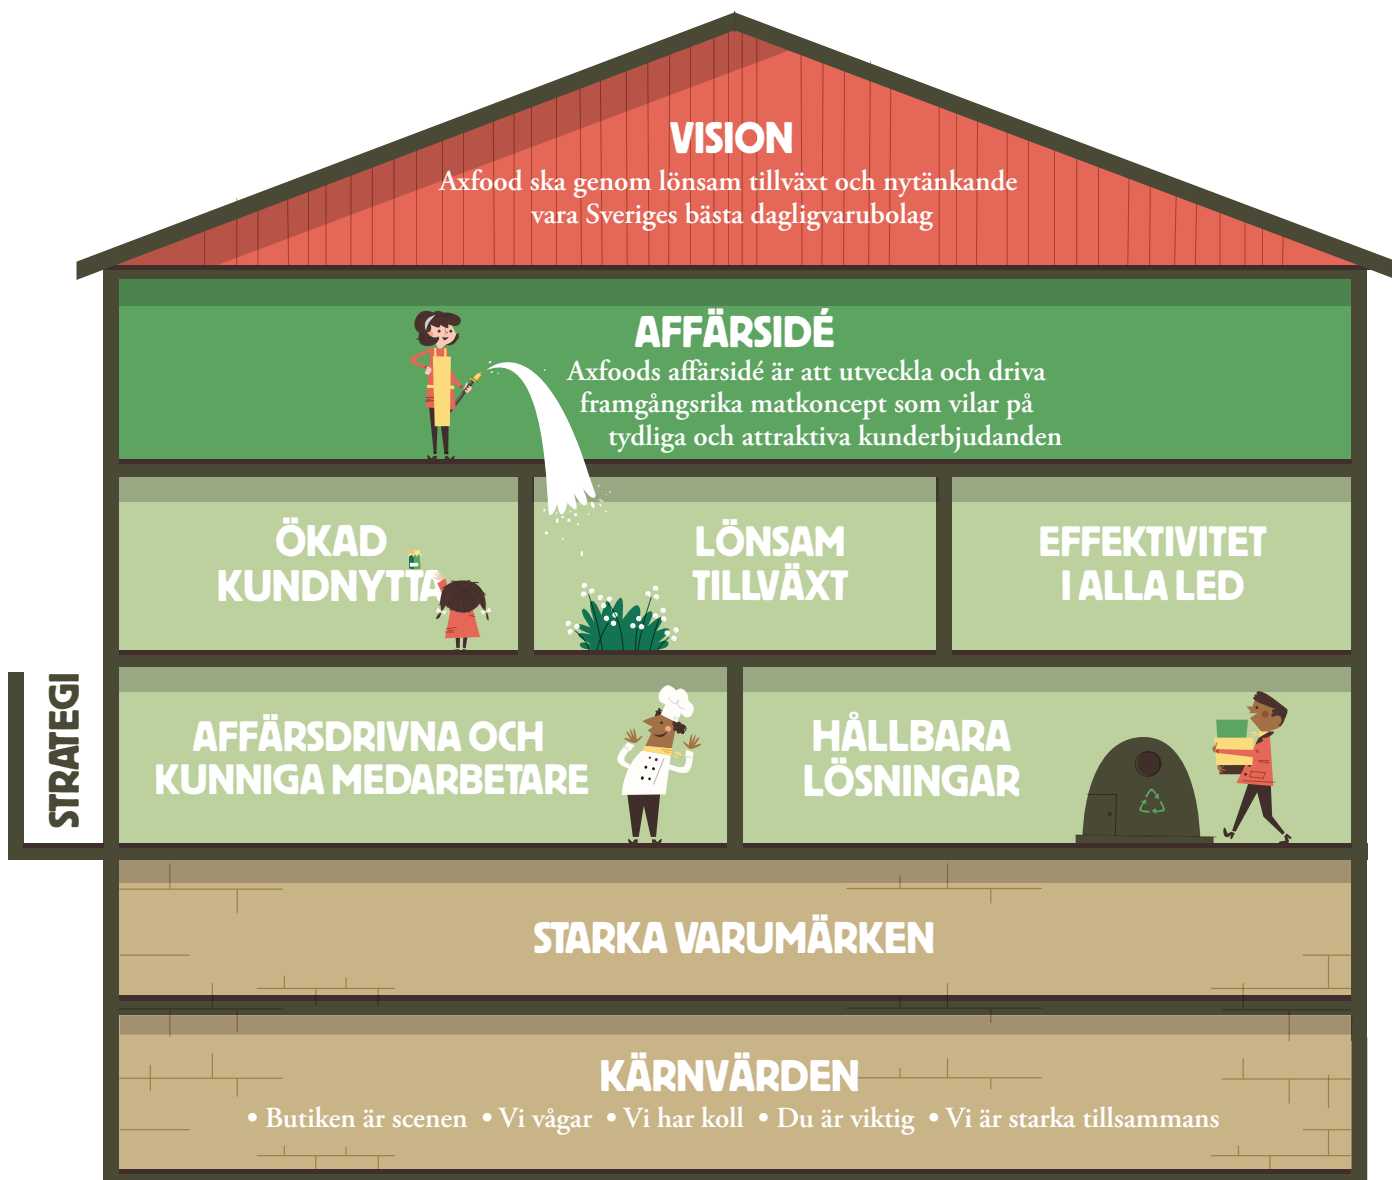 VISION
Axfood ska genom lönsam tillväxt och nytänkande
vara Sveriges bästa dagligvarubolag
AFFÄRSIDÉ
Axfoods affärsidé är att utveckla och driva
framgångsrika matkoncept som vilar på
tydliga och attraktiva kunderbjudanden
ÖKAD
KUNDNYTTA
LÖNSAM
TILLVÄXT
EFFEKTIVITET
I ALLA LED
STRATEGI
AFFÄRSDRIVNA OCH
KUNNIGA MEDARBETARE
HÅLLBARA
LÖSNINGAR
STARKA VARUMÄRKEN
KÄRNVÄRDEN
• Butiken är scenen • Vi vågar • Vi har koll • Du är viktig • Vi är starka tillsammans